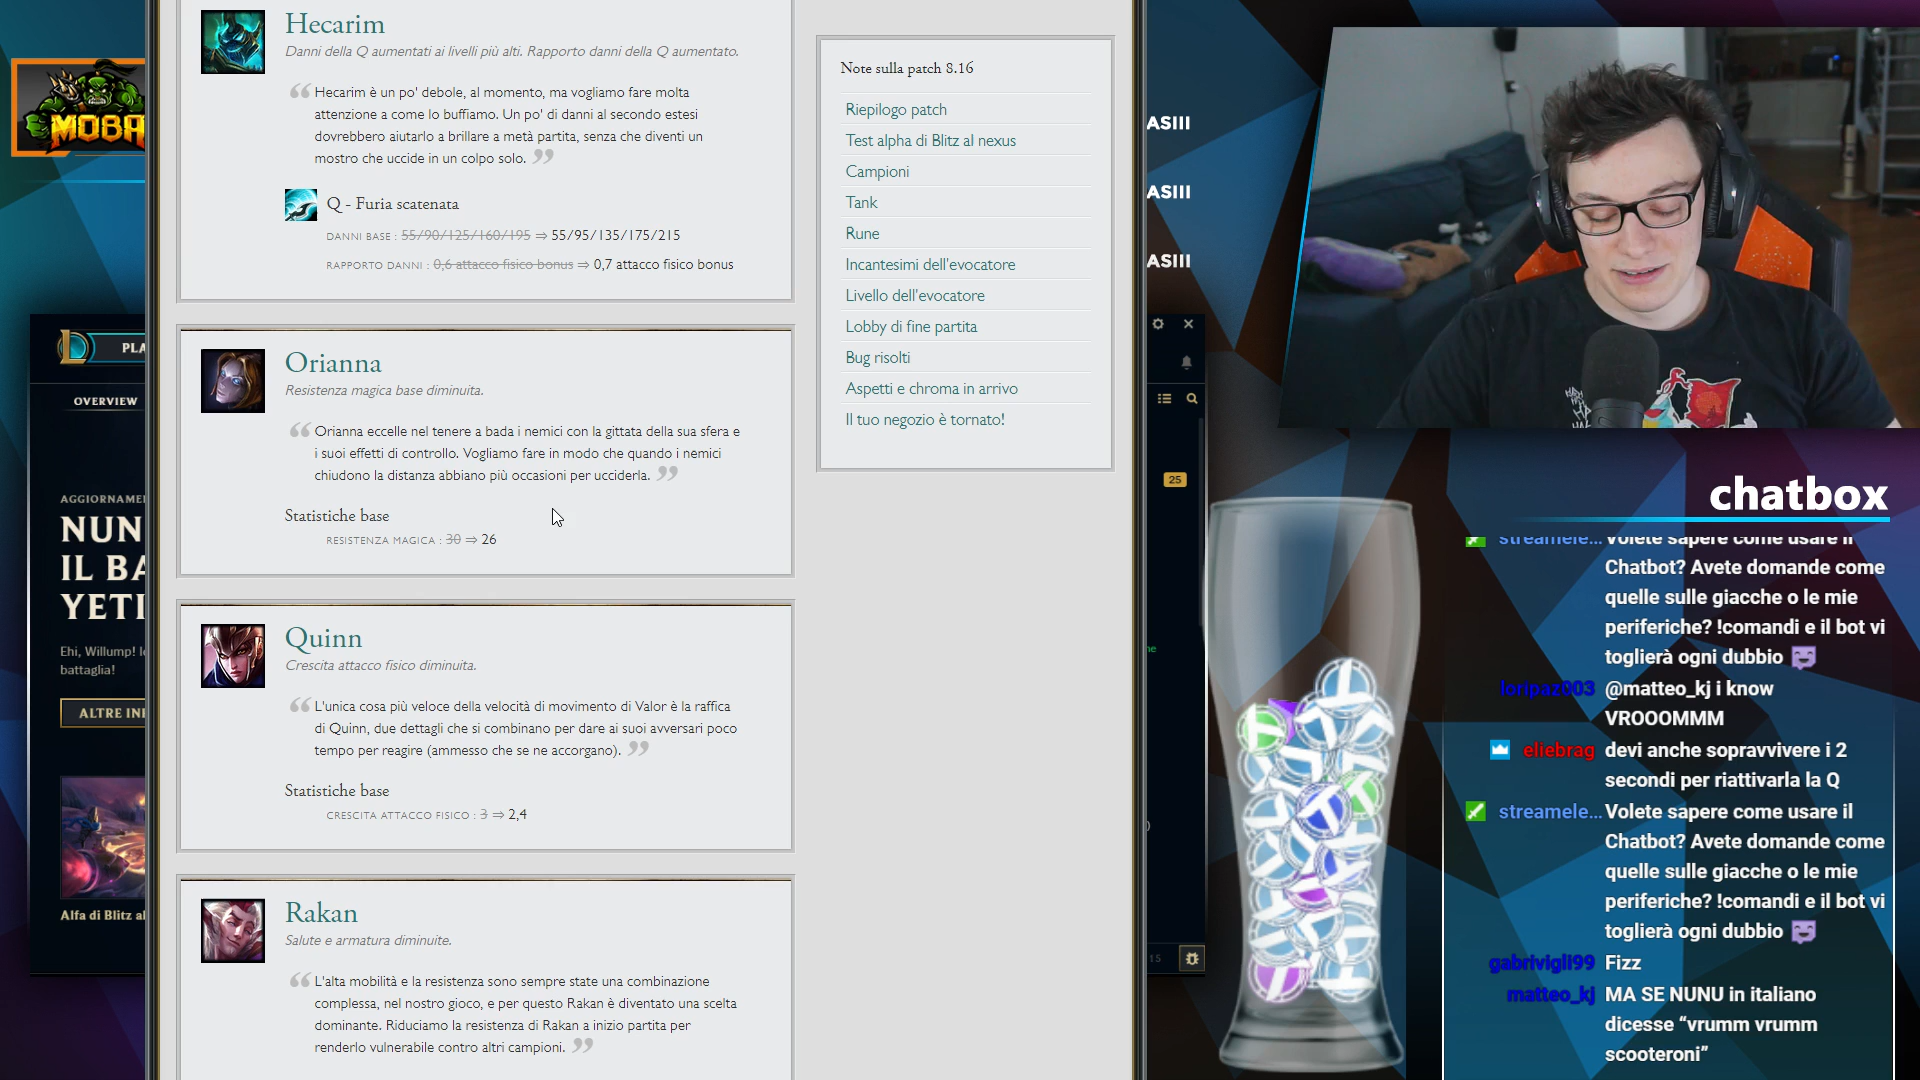 Hecarim
Danni della Q aumentati ai livelli più alti. Rapporto danni della Q aumentato.
Hecarim è un po' debole, al momento, ma vogliamo fare molta
attenzione a come lo buffiamo. Un po' di danni al secondo estesi
dovrebbero aiutarlo a brillare a metà partita, senza che diventi un
mostro che uccide in un colpo solo.
Q - Furia scatenata
DANNI BASE : 55/90/125/160/195 ⇒ 55/95/135/175/215
RAPPORTO DANNI : 0,6 attacco fisico bonus ⇒ 0,7 attacco fisico bonus
Orianna
Resistenza magica base diminuita.
Orianna eccelle nel tenere a bada i nemici con la gittata della sua sfera e
i suoi effetti di controllo. Vogliamo fare in modo che quando i nemici
chiudono la distanza abbiano più occasioni per ucciderla.
Statistiche base
RESISTENZA MAGICA : 30 ⇒ 26
Quinn
Crescita attacco fisico diminuita.
L'unica cosa più veloce della velocità di movimento di Valor è la raffica
di Quinn, due dettagli che si combinano per dare ai suoi avversari poco
tempo per reagire (ammesso che se ne accorgano).
Statistiche base
CRESCITA ATTACCO FISICO : 3 ⇒ 2,4
Rakan
Salute e armatura diminuite.
L'alta mobilità e la resistenza sono sempre state una combinazione
complessa, nel nostro gioco, e per questo Rakan è diventato una scelta
dominante. Riduciamo la resistenza di Rakan a inizio partita per
renderlo vulnerabile contro altri campioni.
Note sulla patch 8.16
Riepilogo patch
Test alpha di Blitz al nexus
Campioni
Tank
Rune
Incantesimi dell'evocatore
Livello dell'evocatore
Lobby di fine partita
Bug risolti
Aspetti e chroma in arrivo
Il tuo negozio è tornato!
MOBA
PLA
OVERVIEW
AGGIORNAME
NUN
IL BA
YETI
Ehi, Willump! I
battaglia!
ALTRE IN
Alfa di Blitz al
ASIII
ASIII
ASIII
25
ne
15
chatbox
streamele... Volete sapere come usare il
Chatbot? Avete domande come
quelle sulle giacche o le mie
periferiche? !comandi e il bot vi
toglierà ogni dubbio
loripaz003 @matteo_kj i know
VROOOMMM
eliebrag devi anche sopravvivere i 2
secondi per riattivarla la Q
streamele... Volete sapere come usare il
Chatbot? Avete domande come
quelle sulle giacche o le mie
periferiche? !comandi e il bot vi
toglierà ogni dubbio
gabrivigli99 Fizz
matteo_kj MA SE NUNU in italiano
dicesse “vrumm vrumm
scooteroni”